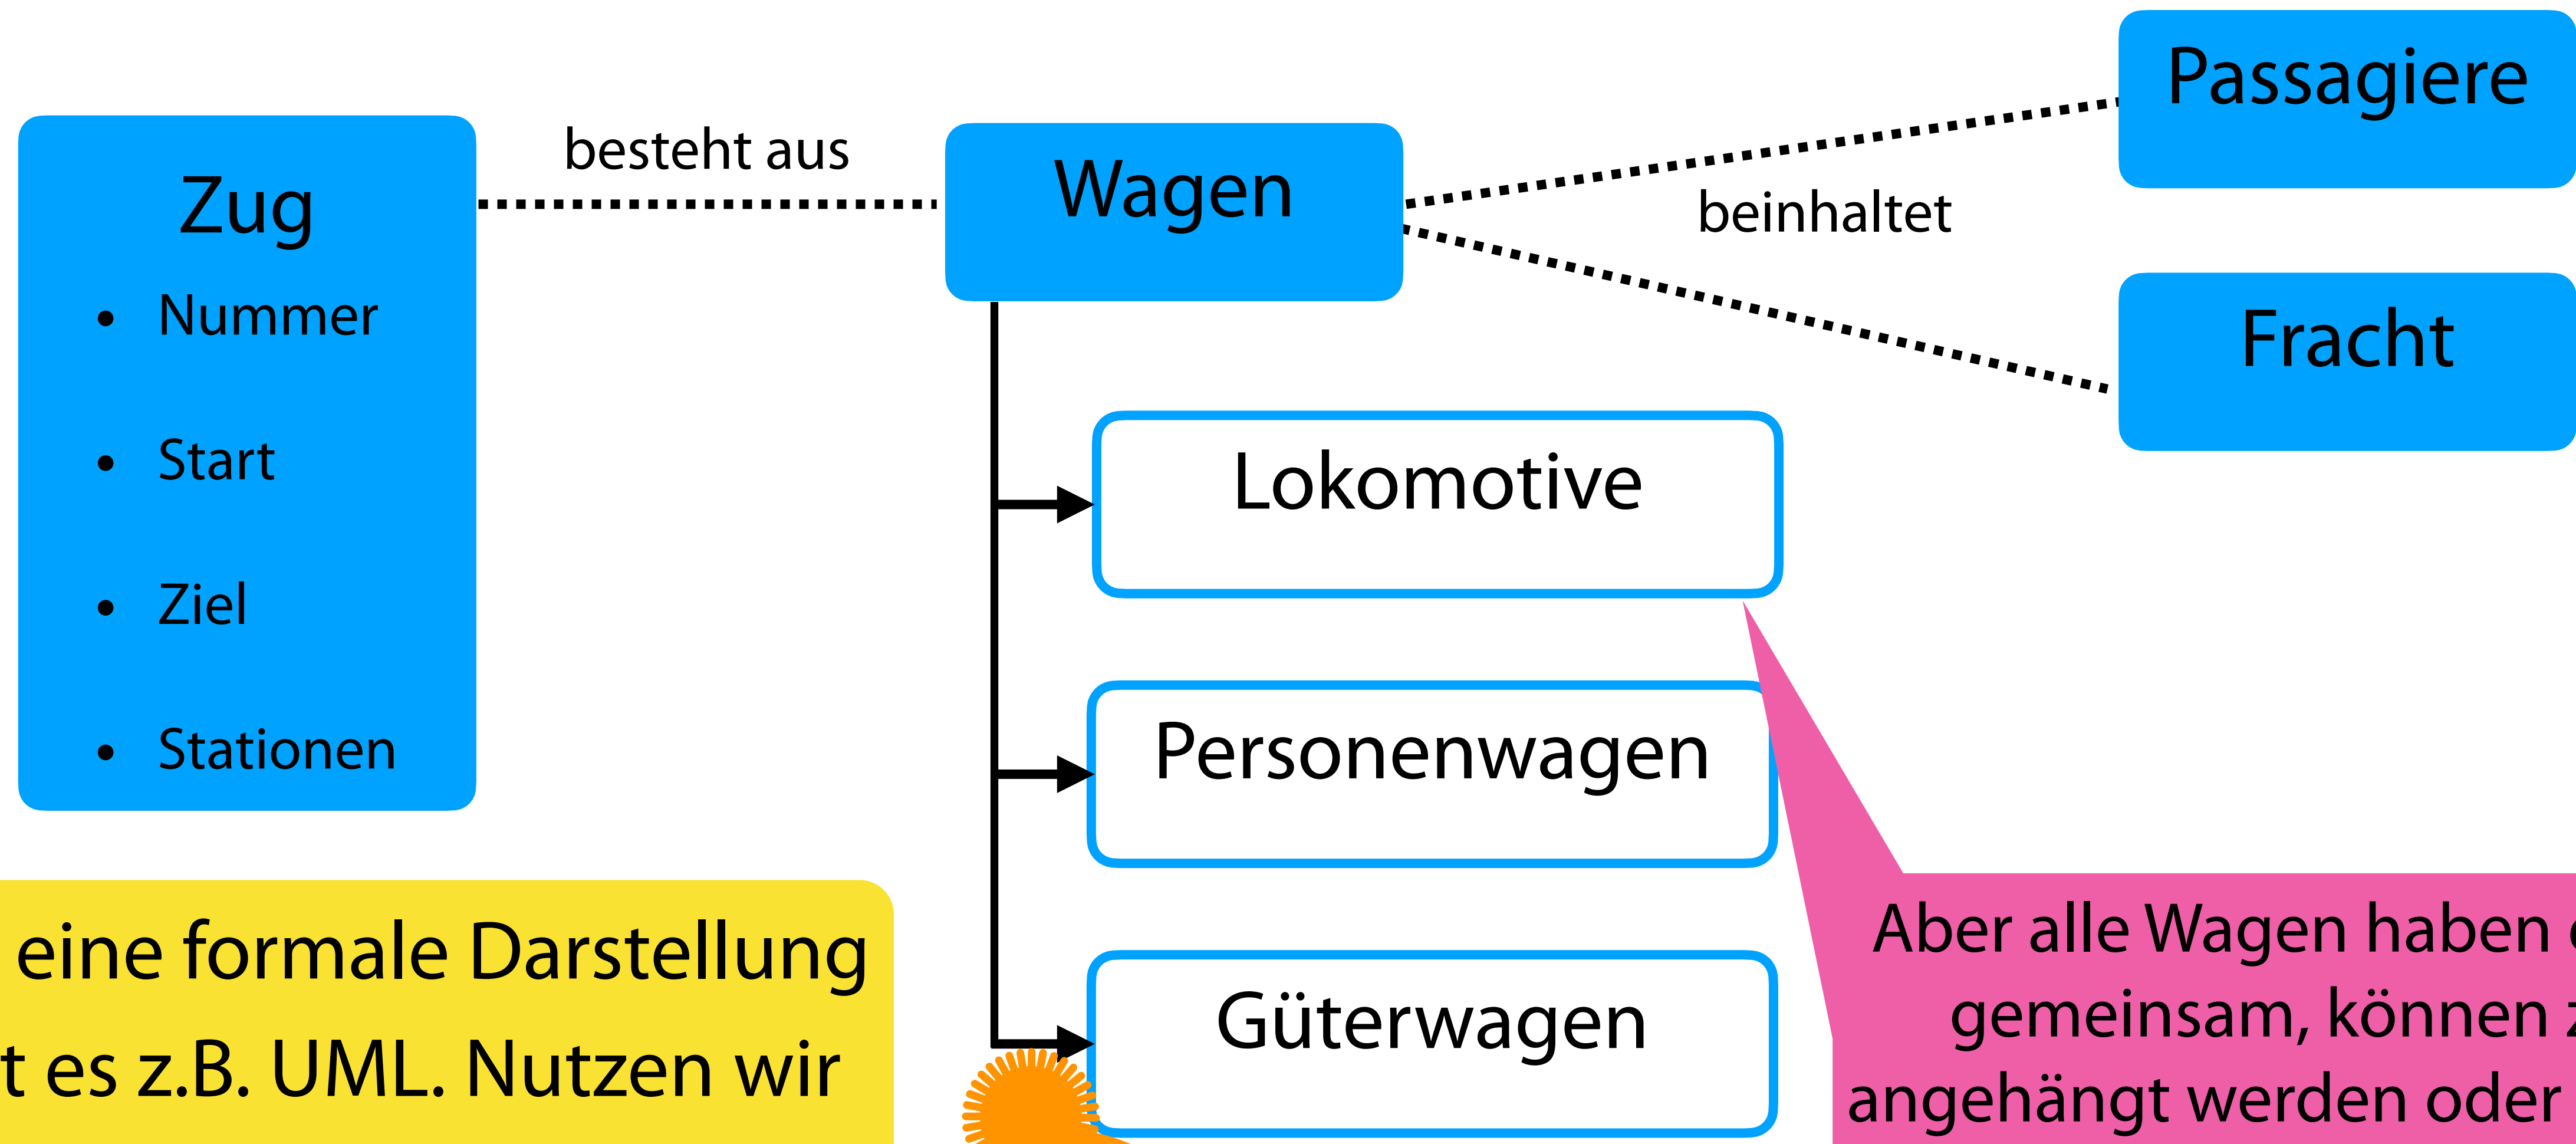 Zug
• Nummer
• Start
• Ziel
• Stationen
besteht aus
Wagen
beinhaltet
Passagiere
Fracht
Lokomotive
Personenwagen
Güterwagen
eine formale Darstellung
es z.B. UML. Nutzen wir
Aber alle Wagen haben
gemeinsam, können
angehängt werden oder